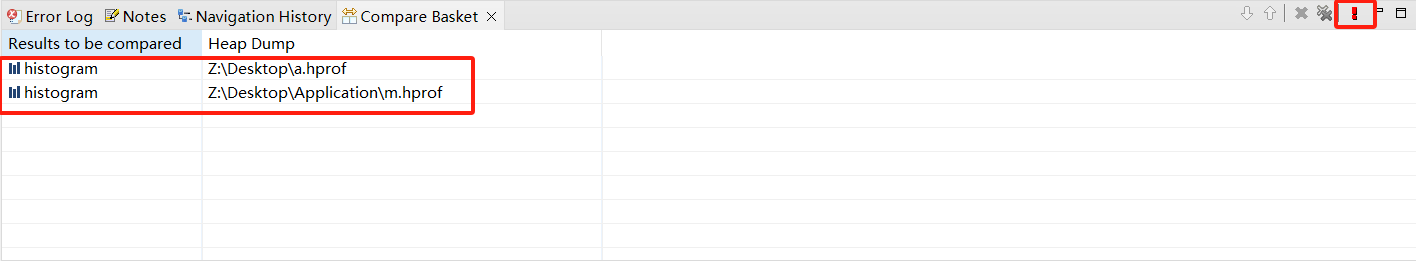 Error Log Notes Navigation History Compare Basket
Results to be compared Heap Dump
histogram Z:\Desktop\a.hprof
histogram Z:\Desktop\Application\m.hprof